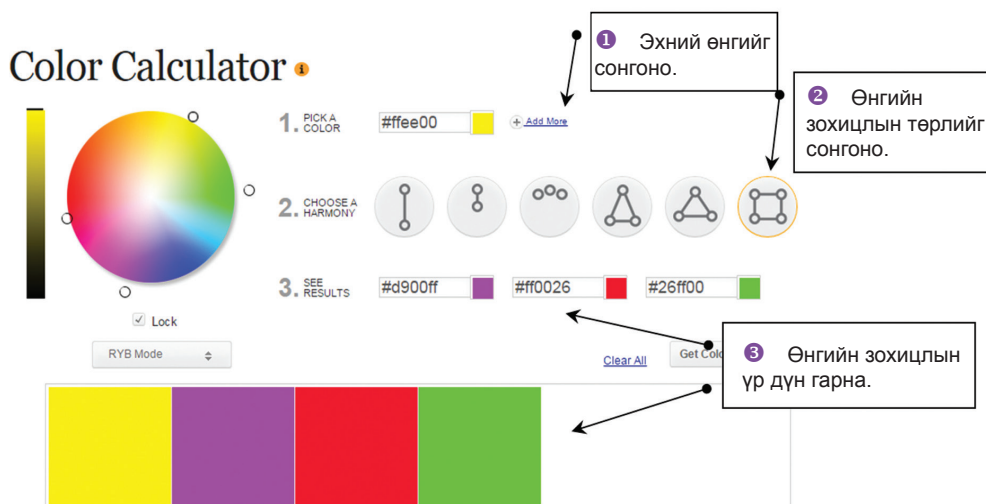 Color Calculator i
❶ Эхний өнгийг
сонгоно.
❷ Өнгийн
зохицлын төрлийг
сонгоно.
1. PICK A
COLOR
#ffee00
+ Add More
2. CHOOSE A
HARMONY
3. SEE
RESULTS
#d900ff
#ff0026
#26ff00
Lock
RYB Mode
Clear All
Get
❸ Өнгийн зохицлын
үр дүн гарна.